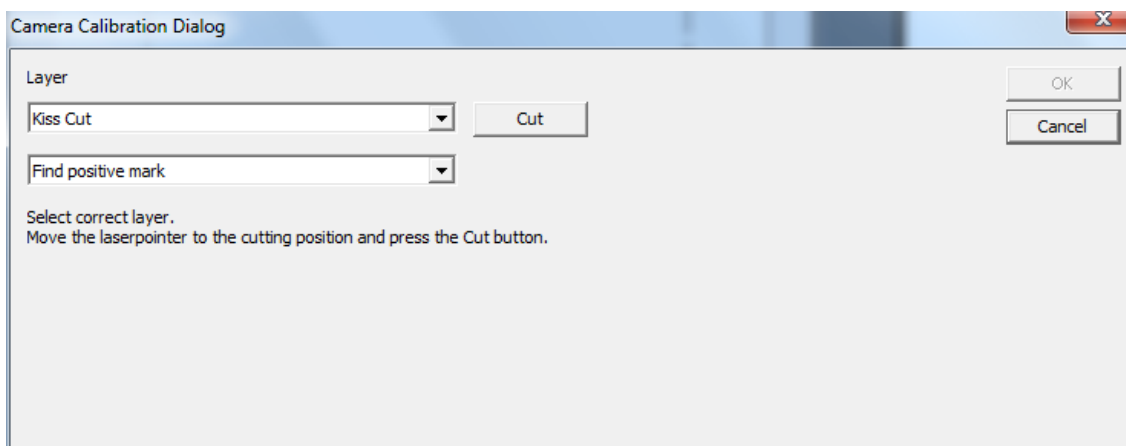 Camera Calibration Dialog
Layer
OK
Kiss Cut
Cut
Cancel
Find positive mark
Select correct layer.
Move the laserpointer to the cutting position and press the Cut button.